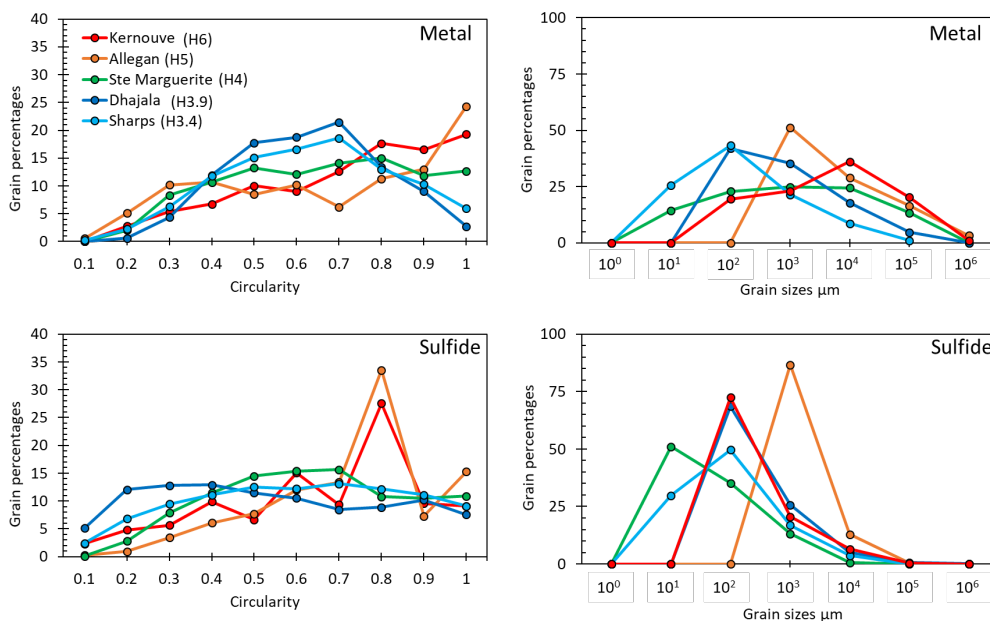 Metal
40
35
30
25
20
15
10
5
0
Grain percentages
Kernouve (H6)
Allegan (H5)
Ste Marguerite (H4)
Dhajala (H3.9)
Sharps (H3.4)
0.1 0.2 0.3 0.4 0.5 0.6 0.7 0.8 0.9 1
Circularity
Metal
100
75
50
25
0
Grain percentages
10⁰ 10¹ 10² 10³ 10⁴ 10⁵ 10⁶
Grain sizes µm
Sulfide
40
35
30
25
20
15
10
5
0
Grain percentages
0.1 0.2 0.3 0.4 0.5 0.6 0.7 0.8 0.9 1
Circularity
Sulfide
100
75
50
25
0
Grain percentages
10⁰ 10¹ 10² 10³ 10⁴ 10⁵ 10⁶
Grain sizes µm